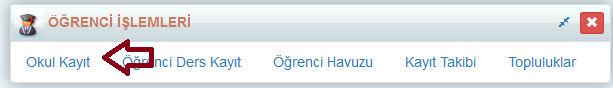 ÖĞRENCİ İŞLEMLERİ
Okul Kayıt Öğrenci Ders Kayıt Öğrenci Havuzu Kayıt Takibi Topluluklar